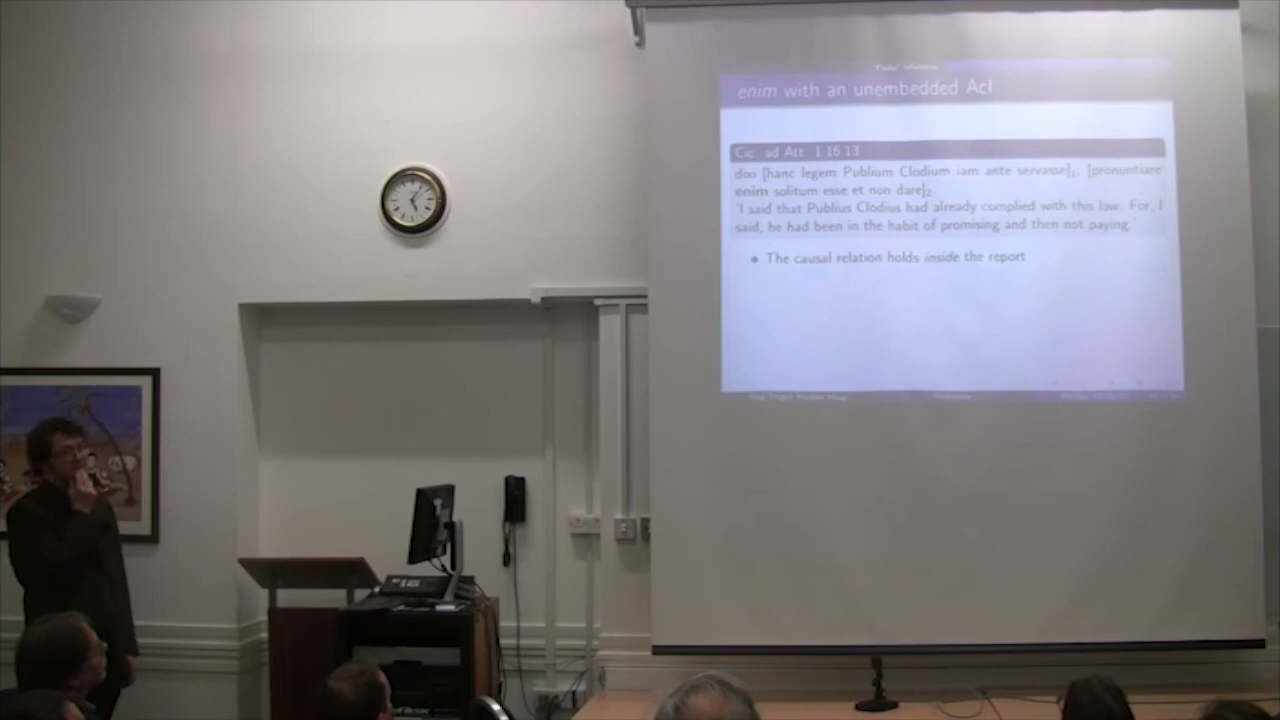 enim with an unembedded AcI
Cic. ad Att. 1.16.13
dixi [hanc legem Publium Clodium iam ante servasse]₁, [pronuntiare
enim solitum esse et non dare]₂
'I said that Publius Clodius had already complied with this law. For, I
said, he had been in the habit of promising and then not paying.'
• The causal relation holds inside the report